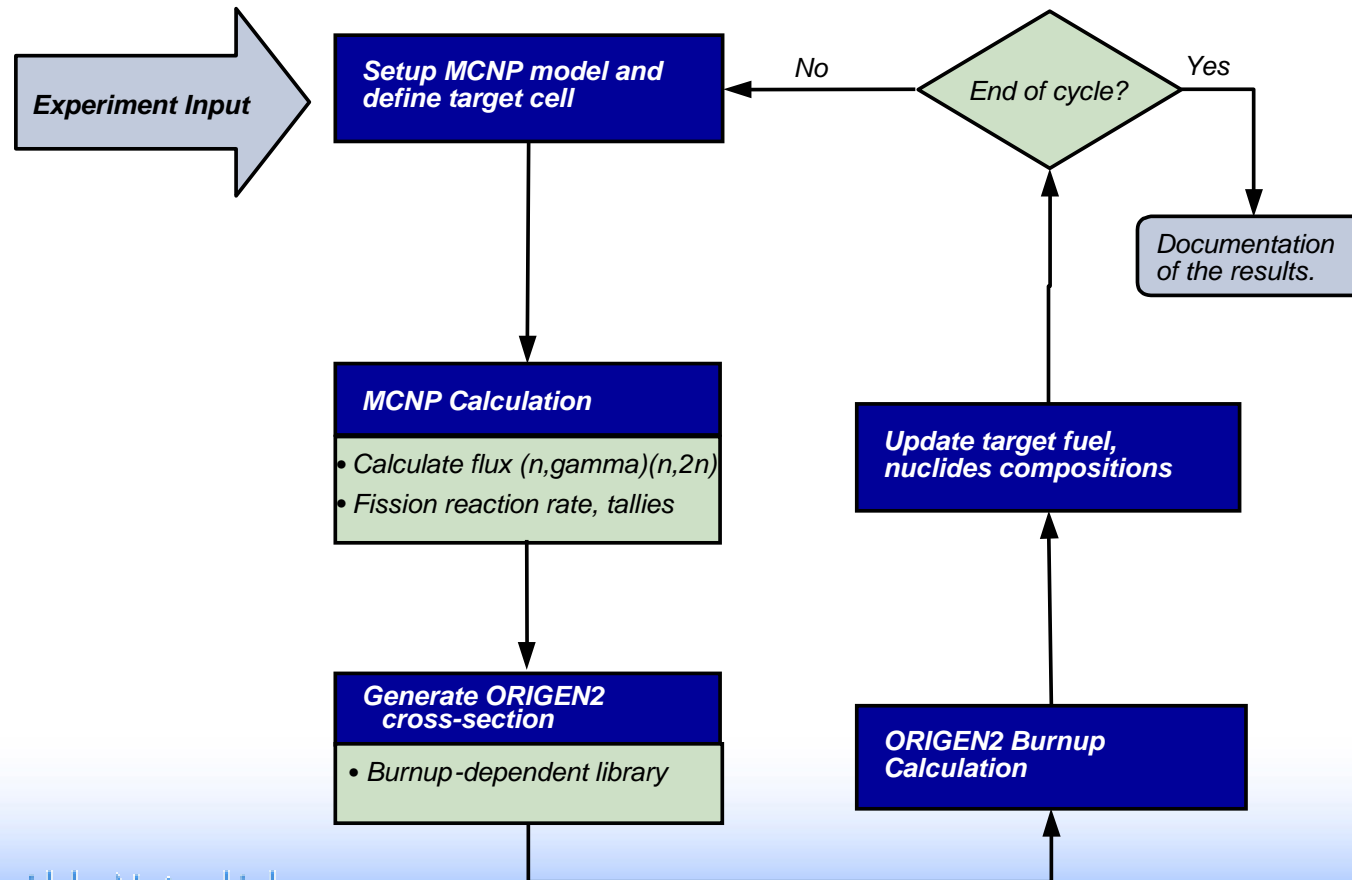 Experiment Input
Setup MCNP model and
define target cell
No
End of cycle?
Yes
Documentation
of the results.
MCNP Calculation
• Calculate flux (n,gamma)(n,2n)
• Fission reaction rate, tallies
Update target fuel,
nuclides compositions
Generate ORIGEN2
cross-section
• Burnup-dependent library
ORIGEN2 Burnup
Calculation